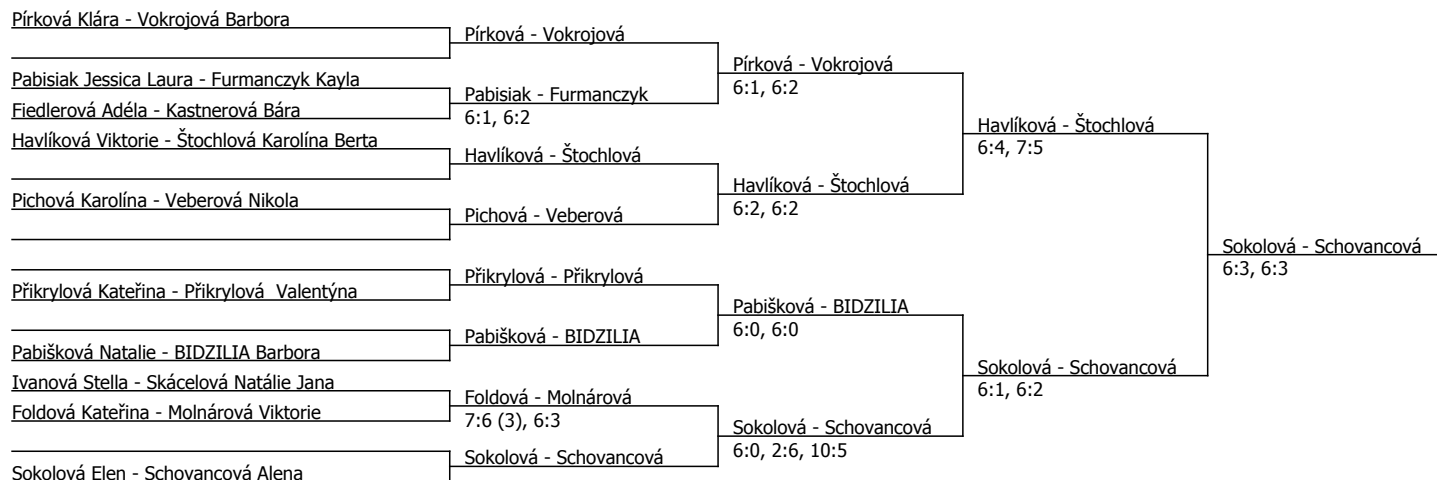 Pírková Klára - Vokrojová Barbora
Pabisiak Jessica Laura - Furmanczyk Kayla
Fiedlerová Adéla - Kastnerová Bára
Havlíková Viktorie - Štochlová Karolína Berta
Pichová Karolína - Veberová Nikola
Přikrylová Kateřina - Přikrylová  Valentýna
Pabišková Natalie - BIDZILIA Barbora
Ivanová Stella - Skácelová Natálie Jana
Foldová Kateřina - Molnárová Viktorie
Sokolová Elen - Schovancová Alena
Pírková - Vokrojová
Pabisiak - Furmanczyk
6:1, 6:2
Havlíková - Štochlová
Pichová - Veberová
Přikrylová - Přikrylová
Pabišková - BIDZILIA
Foldová - Molnárová
7:6 (3), 6:3
Sokolová - Schovancová
Pírková - Vokrojová
6:1, 6:2
Havlíková - Štochlová
6:2, 6:2
Pabišková - BIDZILIA
6:0, 6:0
Sokolová - Schovancová
6:0, 2:6, 10:5
Havlíková - Štochlová
6:4, 7:5
Sokolová - Schovancová
6:1, 6:2
Sokolová - Schovancová
6:3, 6:3